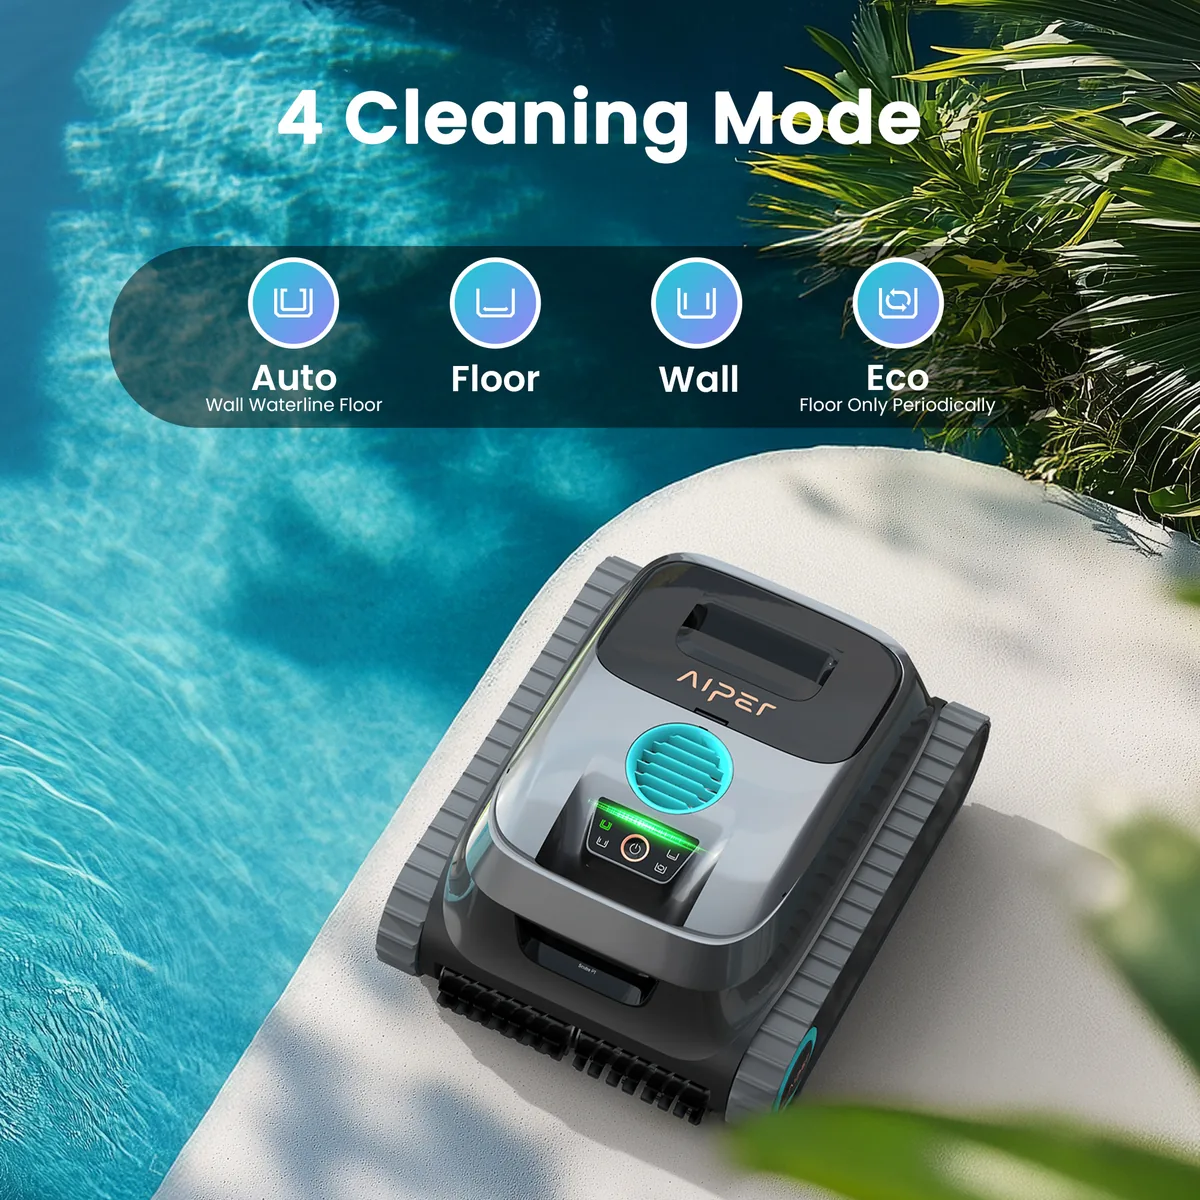 4 Cleaning Mode
Auto
Wall Waterline Floor
Floor
Wall
Eco
Floor Only Periodically
AIPER